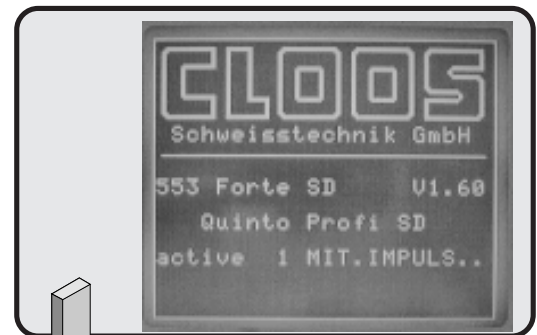 CLOOS
Schweisstechnik GmbH
553 Forte SD V1.60
Quinto Profi SD
active 1 MIT.IMPULS..